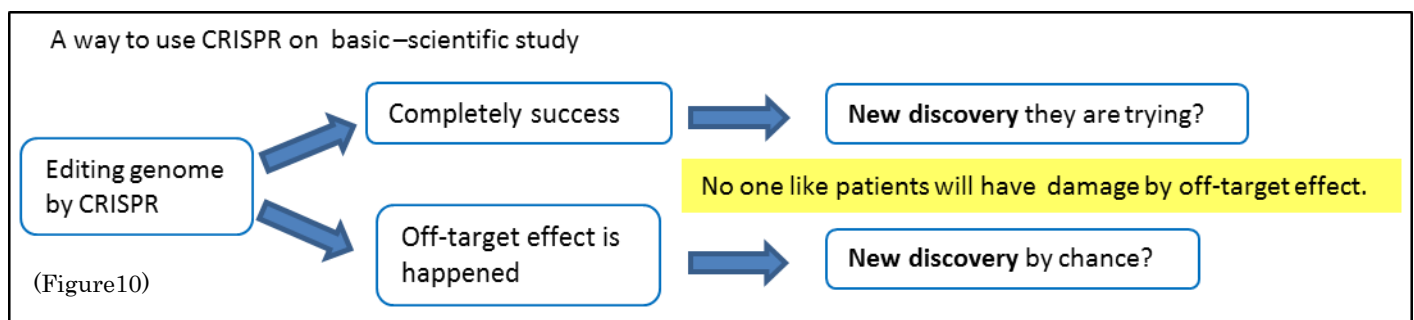 A way to use CRISPR on basic–scientific study
Completely success
New discovery they are trying?
Editing genome
by CRISPR
No one like patients will have damage by off-target effect.
Off-target effect is
happened
New discovery by chance?
(Figure10)